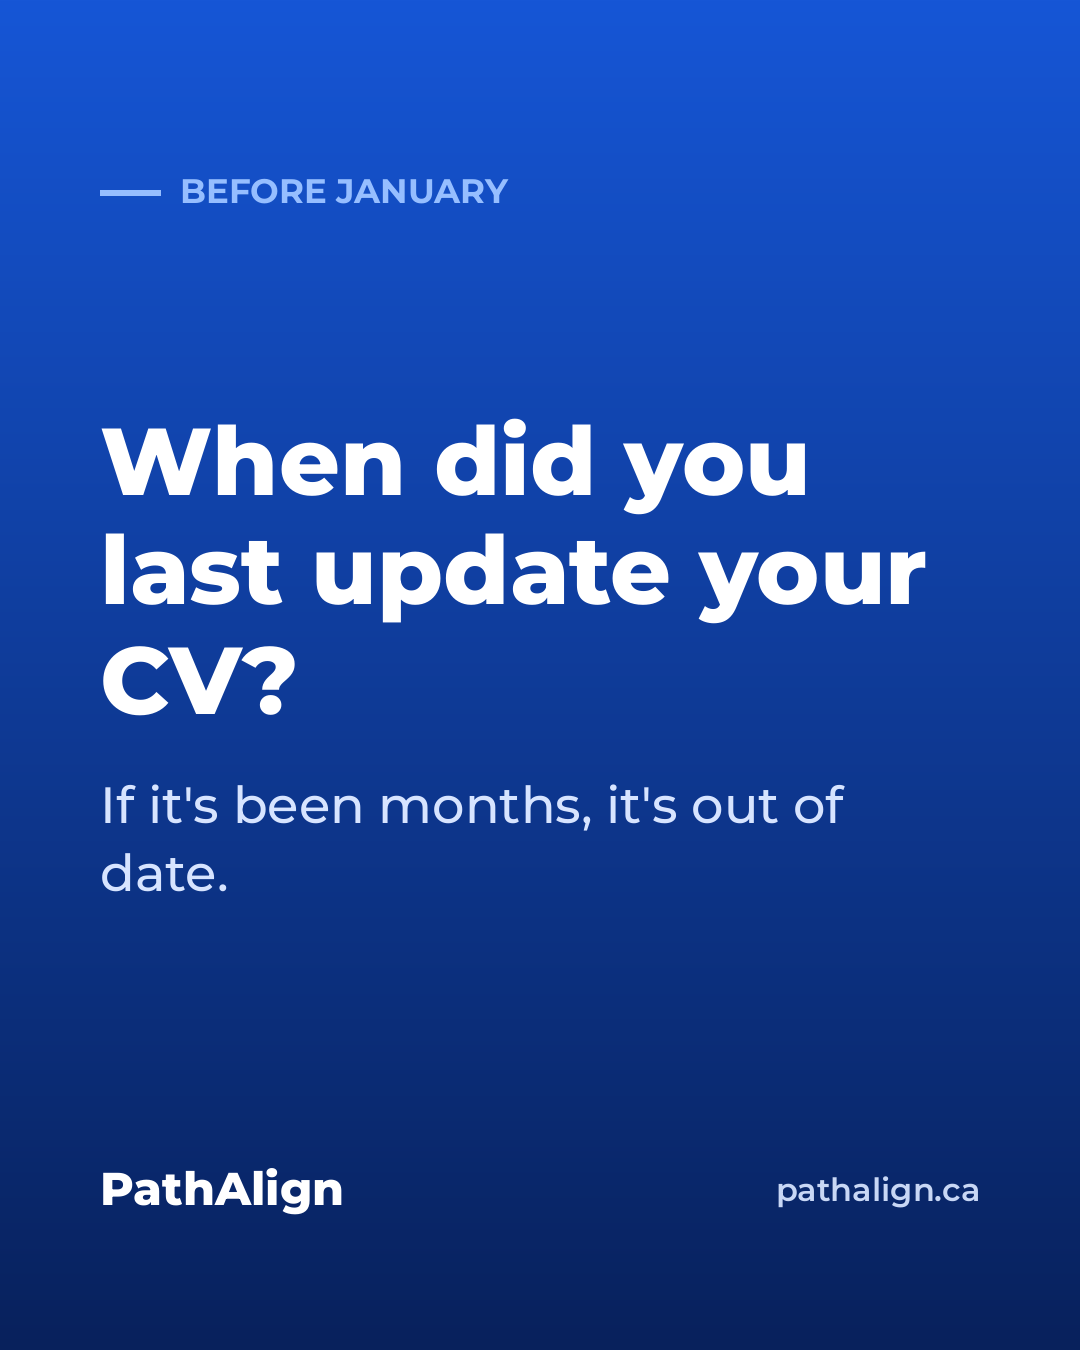 BEFORE JANUARY
When did you
last update your
CV?
If it's been months, it's out of
date.
PathAlign
pathalign.ca